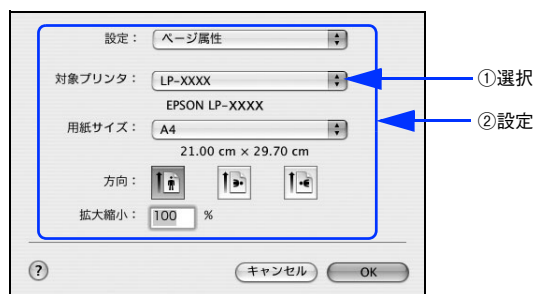 設定： ページ属性
対象プリンタ： LP-XXXX
①選択
EPSON LP-XXXX
用紙サイズ： A4
②設定
21.00 cm × 29.70 cm
方向：
拡大縮小： 100 %
? キャンセル OK